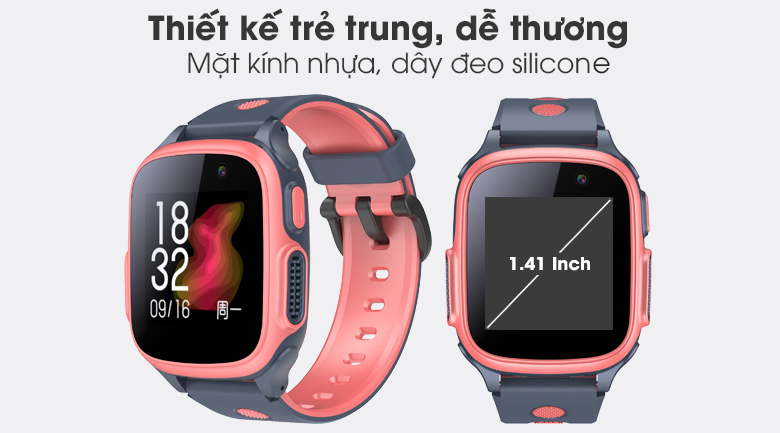 Thiết kế trẻ trung, dễ thương
Mặt kính nhựa, dây đeo silicone
18
32
09/16 周一
1.41 Inch